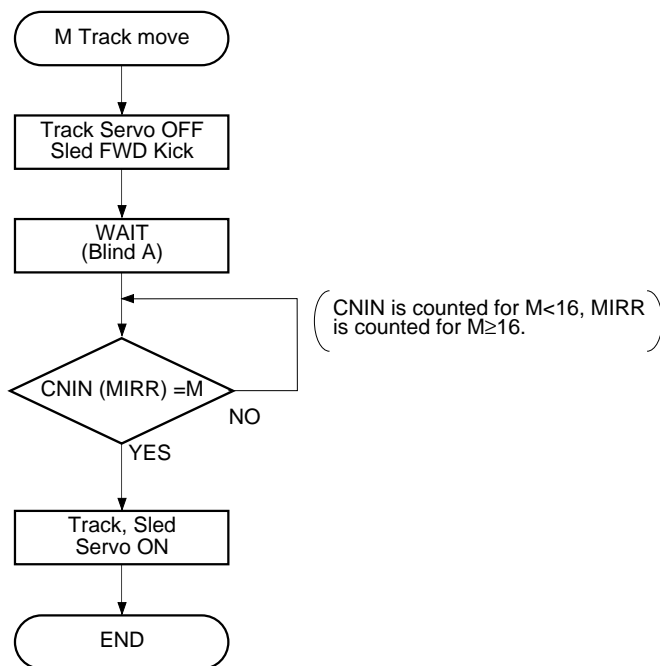 M Track move
Track Servo OFF
Sled FWD Kick
WAIT
(Blind A)
CNIN is counted for M<16, MIRR
is counted for M≥16.
CNIN (MIRR) =M
NO
YES
Track, Sled
Servo ON
END